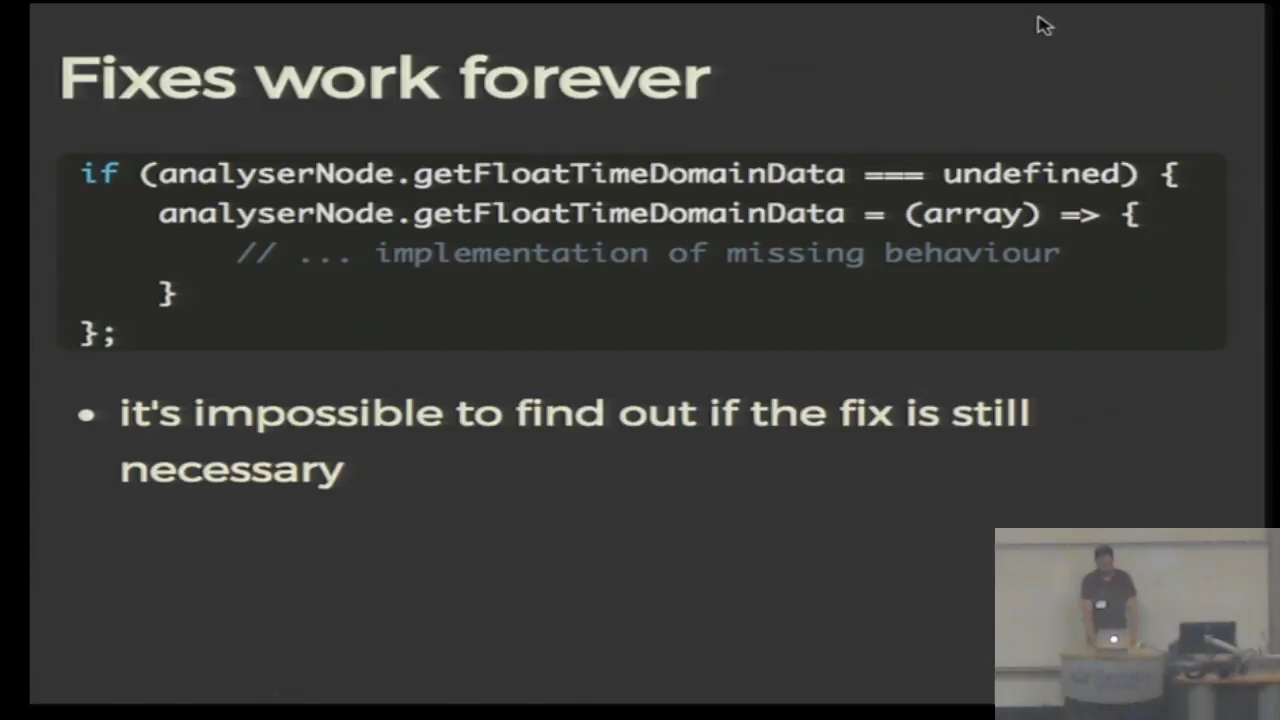 Fixes work forever
if (analyserNode.getFloatTimeDomainData === undefined) {
analyserNode.getFloatTimeDomainData = (array) => {
// ... implementation of missing behaviour
}
};
• it's impossible to find out if the fix is still
necessary